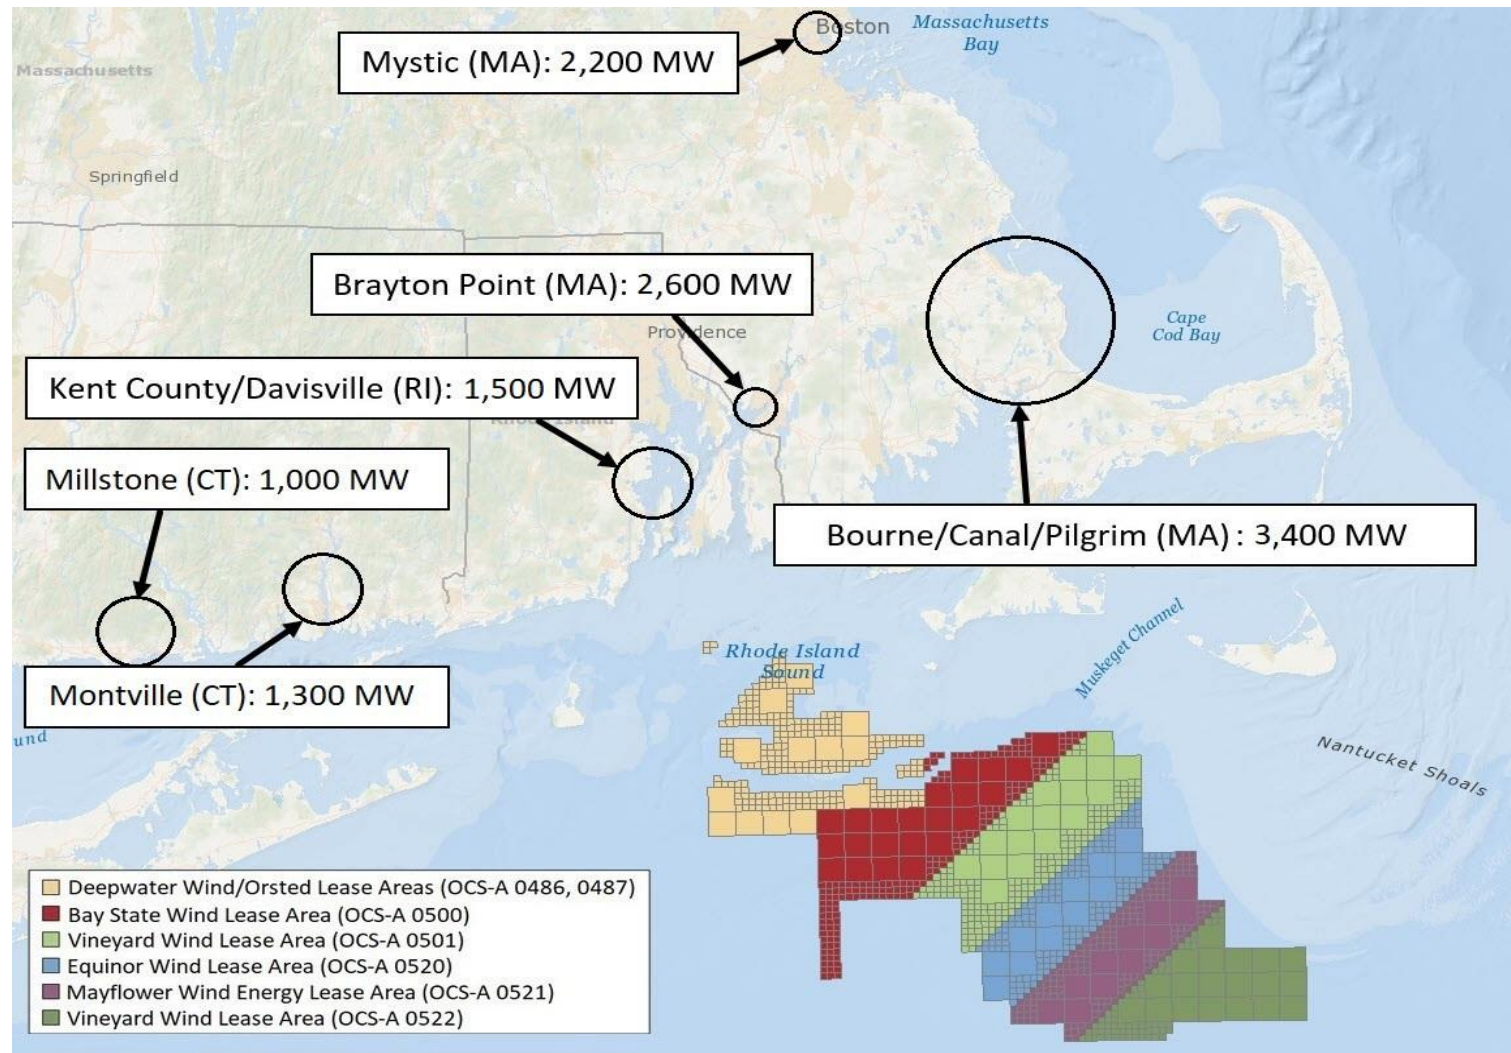 Boston
Massachusetts
Bay
Mystic (MA): 2,200 MW
Massachusetts
Springfield
Brayton Point (MA): 2,600 MW
Providence
Cape
Cod Bay
Kent County/Davisville (RI): 1,500 MW
Rhode Island
Millstone (CT): 1,000 MW
Bourne/Canal/Pilgrim (MA) : 3,400 MW
Montville (CT): 1,300 MW
Rhode Island
Sound
Muskeget Channel
und
Nantucket Shoals
Deepwater Wind/Orsted Lease Areas (OCS-A 0486, 0487)
Bay State Wind Lease Area (OCS-A 0500)
Vineyard Wind Lease Area (OCS-A 0501)
Equinor Wind Lease Area (OCS-A 0520)
Mayflower Wind Energy Lease Area (OCS-A 0521)
Vineyard Wind Lease Area (OCS-A 0522)